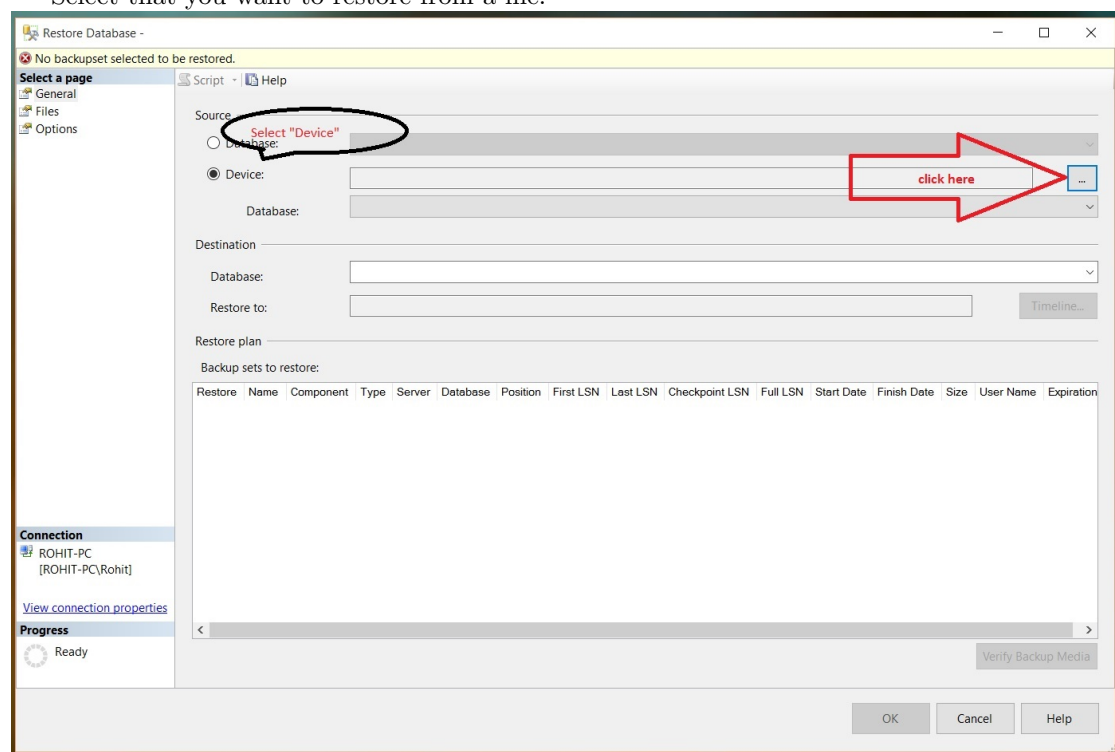 Select that you want to restore from a file.
Restore Database -
No backupset selected to be restored.
Select a page
General
Files
Options
Script
Help
Source
Select "Device"
Database:
Device:
click here
...
Database:
Destination
Database:
Restore to:
Timeline...
Restore plan
Backup sets to restore:
Restore Name Component Type Server Database Position First LSN Last LSN Checkpoint LSN Full LSN Start Date Finish Date Size User Name Expiration
Connection
ROHIT-PC
[ROHIT-PC\Rohit]
View connection properties
Progress
Ready
Verify Backup Media
OK Cancel Help